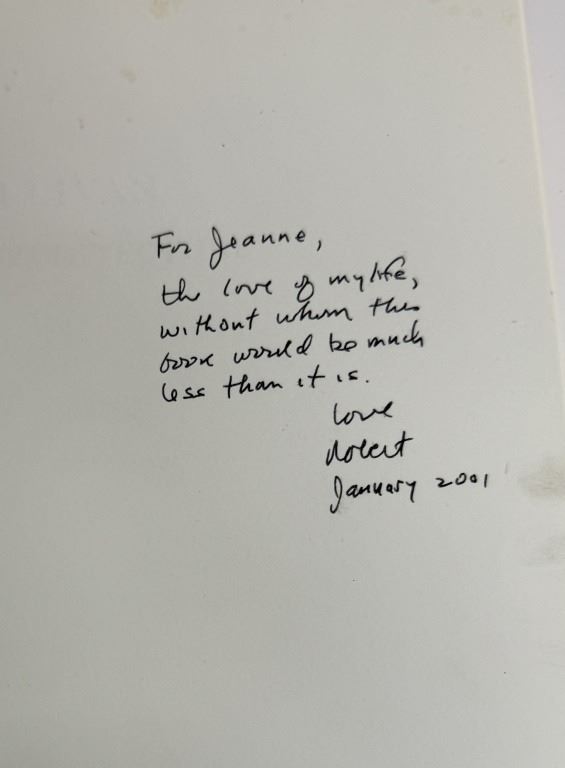 For Jeanne,
the love of my life,
without whom this
book would be much
less than it is.
love
Robert
January 2001